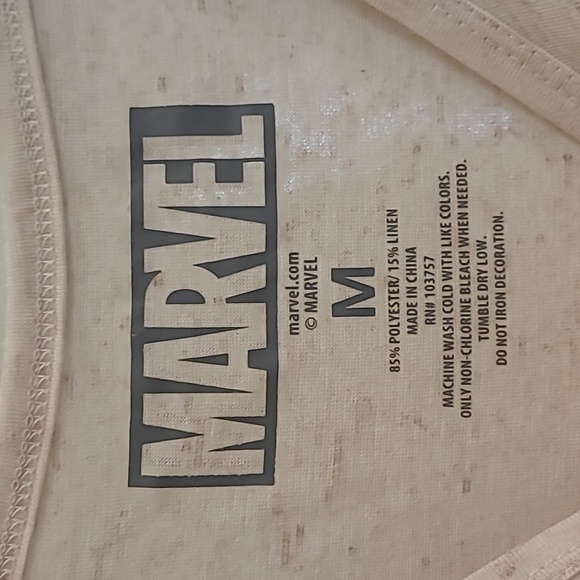 MARVEL
marvel.com
© MARVEL
M
85% POLYESTER/ 15% LINEN
MADE IN CHINA
RN# 103757
MACHINE WASH COLD WITH LIKE COLORS.
ONLY NON-CHLORINE BLEACH WHEN NEEDED.
TUMBLE DRY LOW.
DO NOT IRON DECORATION.